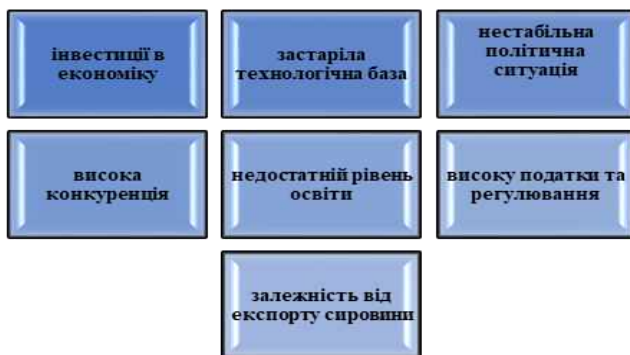 інвестиції в
економіку
застаріла
технологічна база
нестабільна
політична
ситуація
висока
конкуренція
недостатній рівень
освіти
високу податки та
регулювання
залежність від
експорту сировини